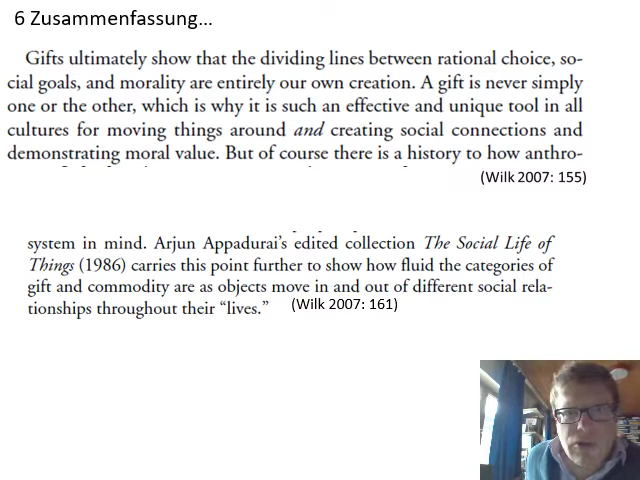 6 Zusammenfassung…
Gifts ultimately show that the dividing lines between rational choice, so-
cial goals, and morality are entirely our own creation. A gift is never simply
one or the other, which is why it is such an effective and unique tool in all
cultures for moving things around and creating social connections and
demonstrating moral value. But of course there is a history to how anthro-
(Wilk 2007: 155)
system in mind. Arjun Appadurai’s edited collection The Social Life of
Things (1986) carries this point further to show how fluid the categories of
gift and commodity are as objects move in and out of different social rela-
tionships throughout their “lives.” (Wilk 2007: 161)